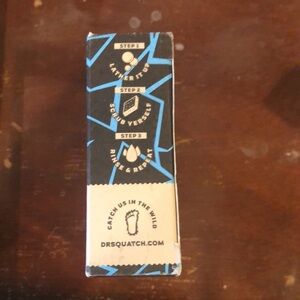 STEP 1
LATHER IT UP
STEP 2
SCRUB YERSELF
STEP 3
RINSE & REPEAT
CATCH US IN THE WILD
DRSQUATCH.COM